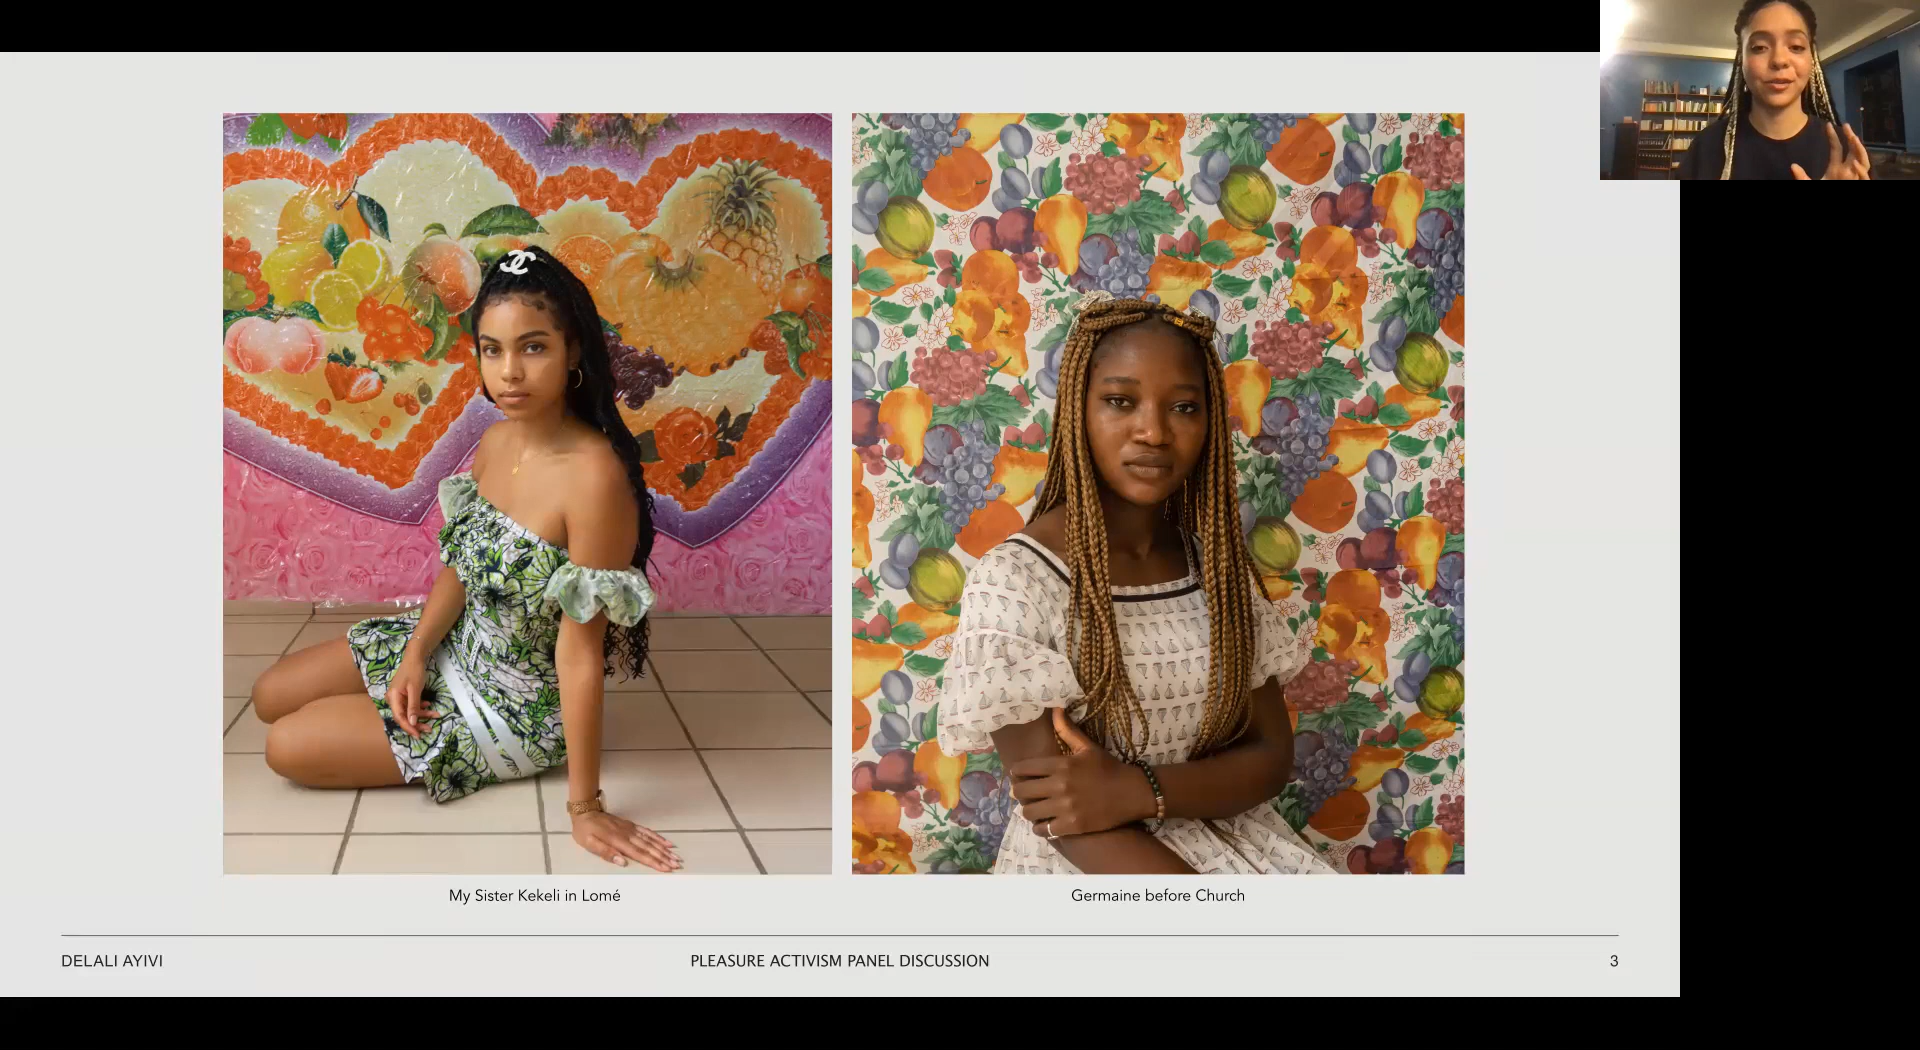 My Sister Kekeli in Lomé
Germaine before Church
DELALI AYIVI
PLEASURE ACTIVISM PANEL DISCUSSION
3